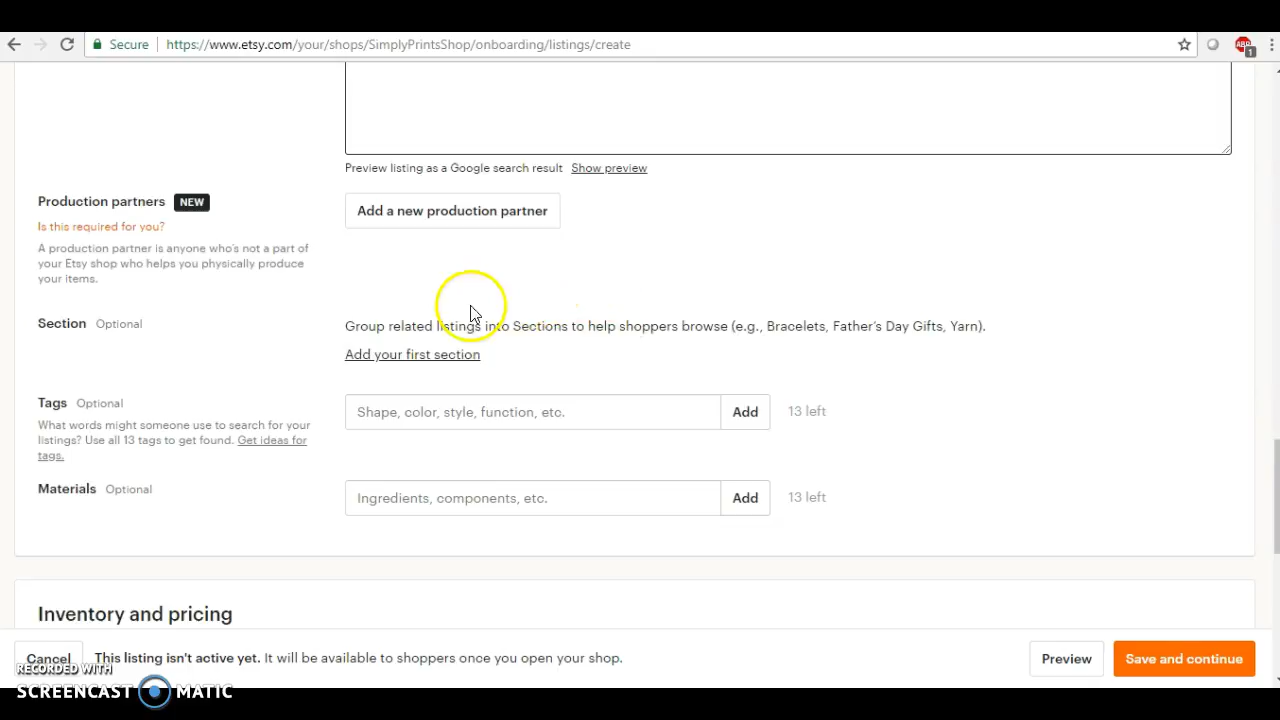 Secure https://www.etsy.com/your/shops/SimplyPrintsShop/onboarding/listings/create
ABP
1
Preview listing as a Google search result Show preview
Production partners NEW
Add a new production partner
Is this required for you?
A production partner is anyone who's not a part of
your Etsy shop who helps you physically produce
your items.
Section Optional
Group related listings into Sections to help shoppers browse (e.g., Bracelets, Father's Day Gifts, Yarn).
Add your first section
Tags Optional
Shape, color, style, function, etc. Add 13 left
What words might someone use to search for your
listings? Use all 13 tags to get found. Get ideas for
tags.
Materials Optional
Ingredients, components, etc. Add 13 left
Inventory and pricing
Cancel This listing isn't active yet. It will be available to shoppers once you open your shop. Preview Save and continue
RECORDED WITH
SCREENCAST MATIC